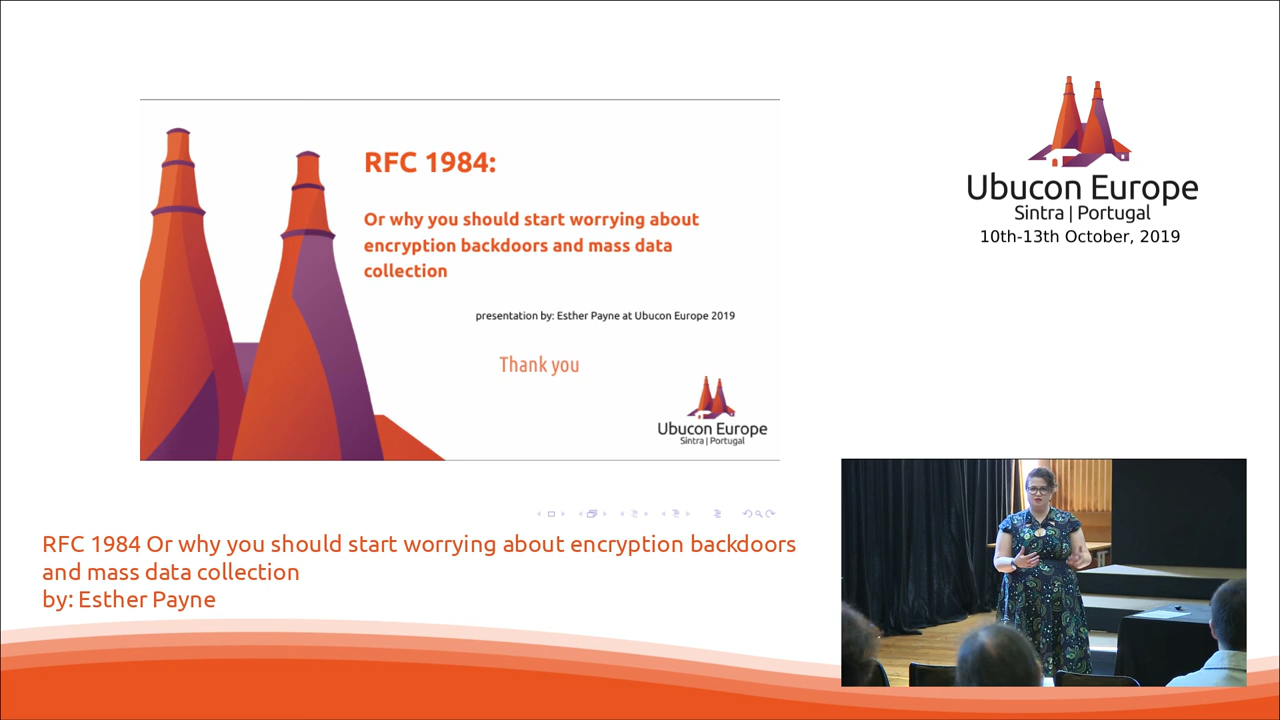 RFC 1984:
Or why you should start worrying about
encryption backdoors and mass data
collection
presentation by: Esther Payne at Ubucon Europe 2019
Thank you
Ubucon Europe
Sintra | Portugal
Ubucon Europe
Sintra | Portugal
10th-13th October, 2019
RFC 1984 Or why you should start worrying about encryption backdoors
and mass data collection
by: Esther Payne